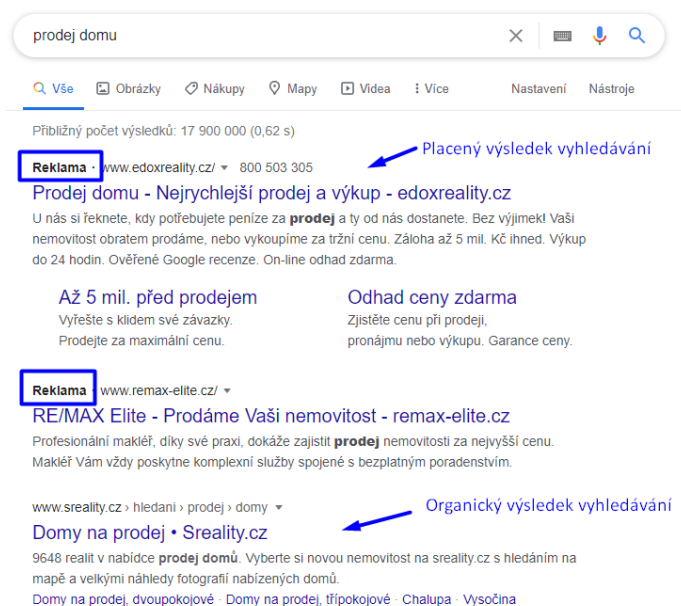 prodej domu
Vše Obrázky Nákupy Mapy Videa Více Nastavení Nástroje
Přibližný počet výsledků: 17 900 000 (0,62 s)
Placený výsledek vyhledávání
Reklama · www.edoxreality.cz/ 800 503 305
Prodej domu - Nejrychlejší prodej a výkup - edoxreality.cz
U nás si řeknete, kdy potřebujete peníze za prodej a ty od nás dostanete. Bez výjimek! Vaši
nemovitost obratem prodáme, nebo vykoupíme za tržní cenu. Záloha až 5 mil. Kč ihned. Výkup
do 24 hodin. Ověřené Google recenze. On-line odhad zdarma.
Až 5 mil. před prodejem
Vyřešte s klidem své závazky.
Prodejte za maximální cenu.
Odhad ceny zdarma
Zjistěte cenu při prodeji,
pronájmu nebo výkupu. Garance ceny.
Reklama · www.remax-elite.cz/
RE/MAX Elite - Prodáme Vaši nemovitost - remax-elite.cz
Profesionální makléř, díky své praxi, dokáže zajistit prodej nemovitosti za nejvyšší cenu.
Makléř Vám vždy poskytne komplexní služby spojené s bezplatným poradenstvím.
Organický výsledek vyhledávání
www.sreality.cz › hledani › prodej › domy
Domy na prodej • Sreality.cz
9648 realit v nabídce prodej domů. Vyberte si novou nemovitost na sreality.cz s hledáním na
mapě a velkými náhledy fotografií nabízených domů.
Domy na prodej, dvoupokojové · Domy na prodej, třípokojové · Chalupa · Vysočina